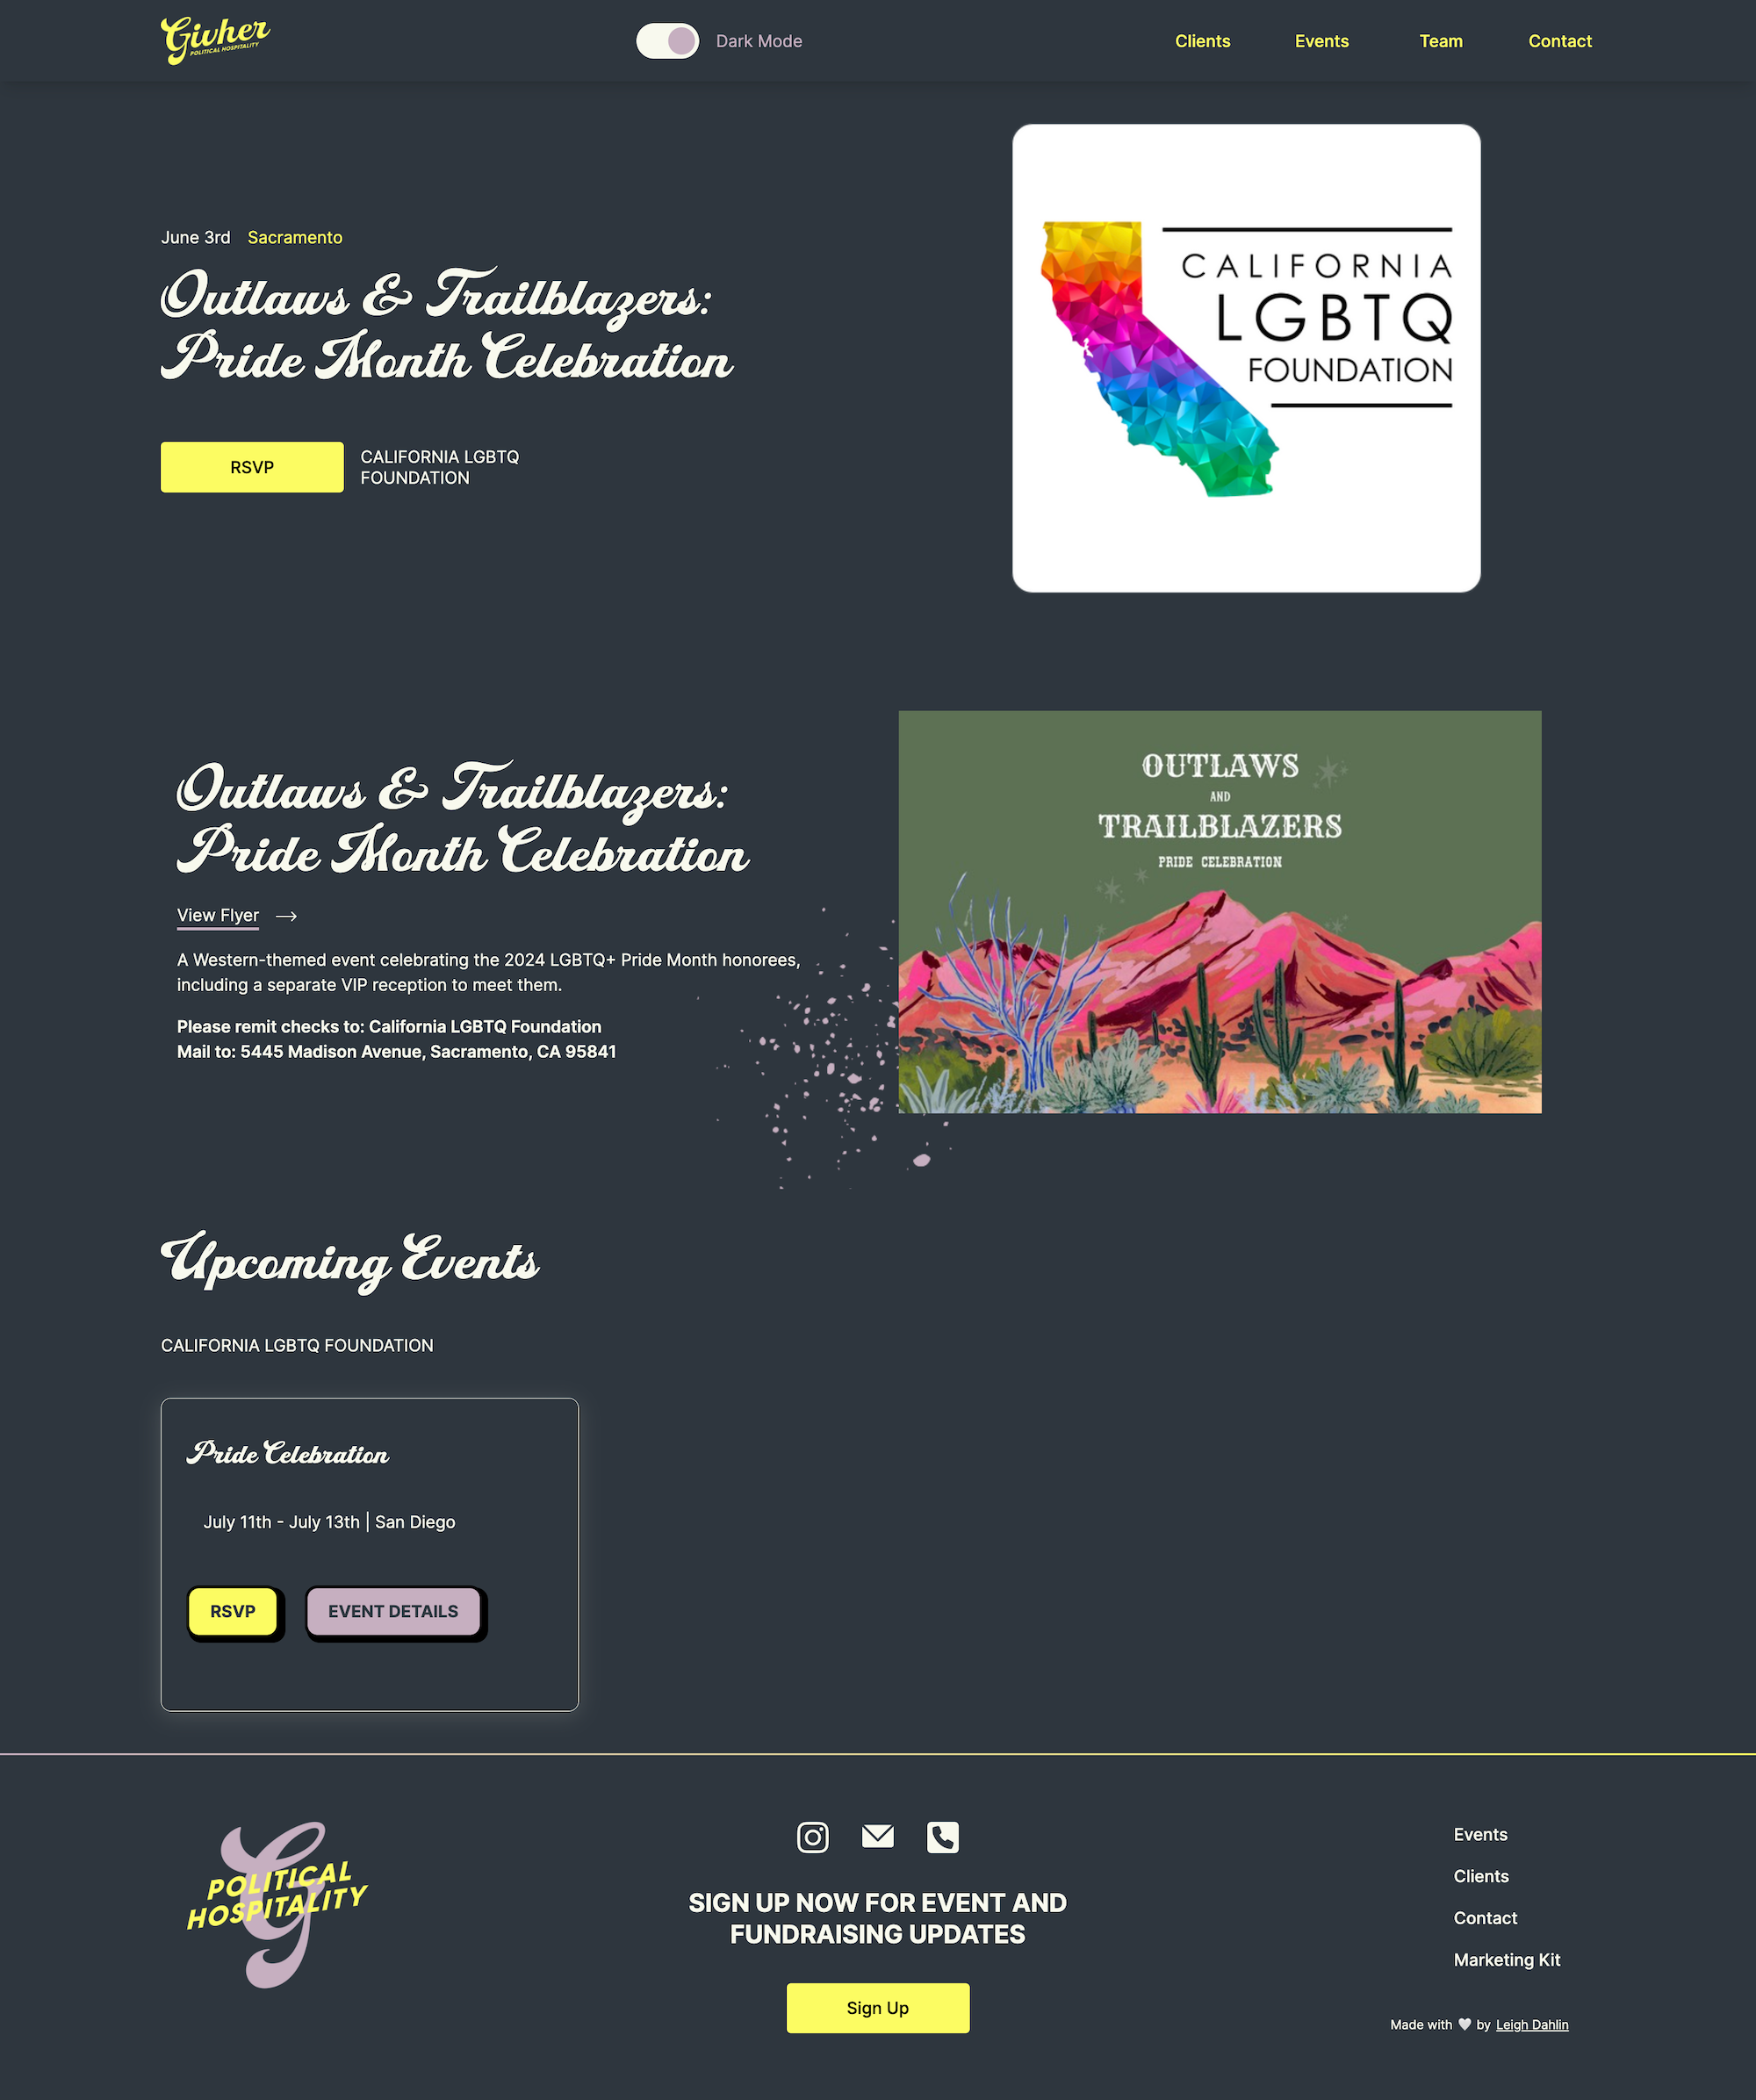 Givher
POLITICAL HOSPITALITY
Dark Mode
Clients
Events
Team
Contact
June 3rd Sacramento
Outlaws & Trailblazers:
Pride Month Celebration
RSVP
CALIFORNIA LGBTQ
FOUNDATION
CALIFORNIA
LGBTQ
FOUNDATION
Outlaws & Trailblazers:
Pride Month Celebration
View Flyer
A Western-themed event celebrating the 2024 LGBTQ+ Pride Month honorees,
including a separate VIP reception to meet them.
Please remit checks to: California LGBTQ Foundation
Mail to: 5445 Madison Avenue, Sacramento, CA 95841
OUTLAWS
AND
TRAILBLAZERS
PRIDE CELEBRATION
Upcoming Events
CALIFORNIA LGBTQ FOUNDATION
Pride Celebration
July 11th - July 13th | San Diego
RSVP
EVENT DETAILS
G
POLITICAL
HOSPITALITY
SIGN UP NOW FOR EVENT AND
FUNDRAISING UPDATES
Sign Up
Events
Clients
Contact
Marketing Kit
Made with 🤍 by Leigh Dahlin